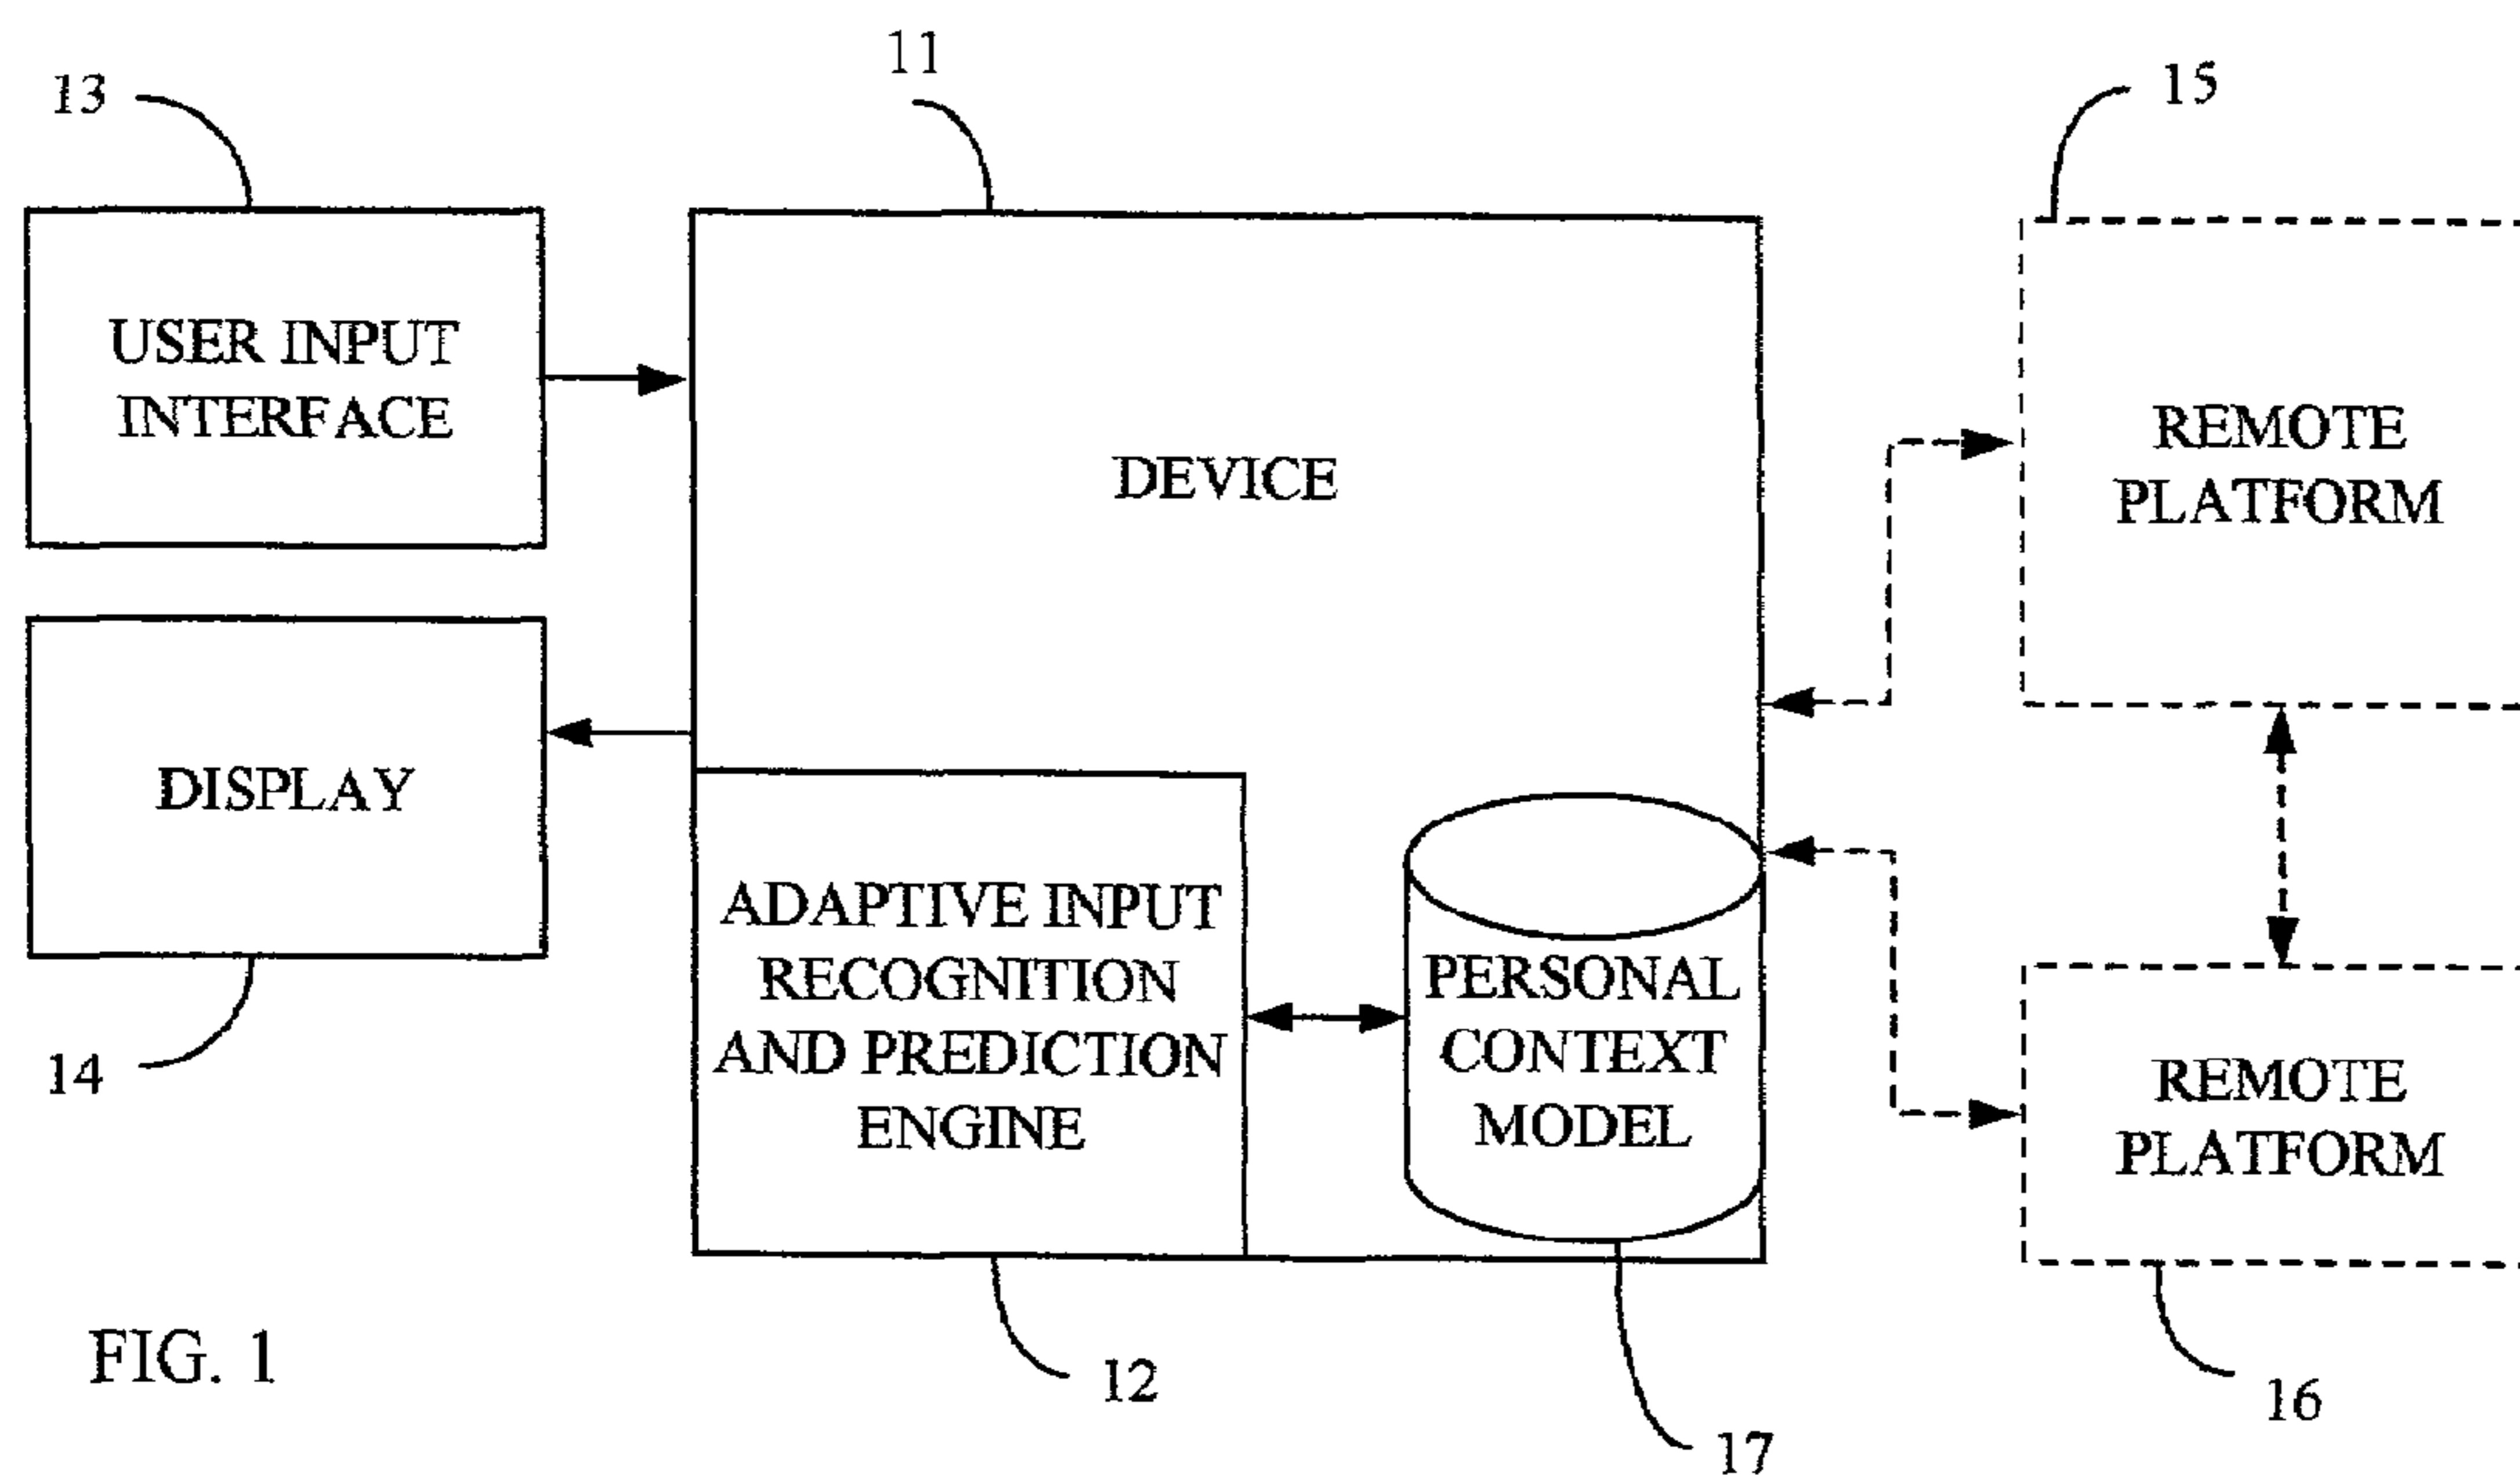 13
11
15
USER INPUT
INTERFACE
DEVICE
REMOTE
PLATFORM
DISPLAY
14
ADAPTIVE INPUT
RECOGNITION
AND PREDICTION
ENGINE
PERSONAL
CONTEXT
MODEL
REMOTE
PLATFORM
FIG. 1
12
17
16